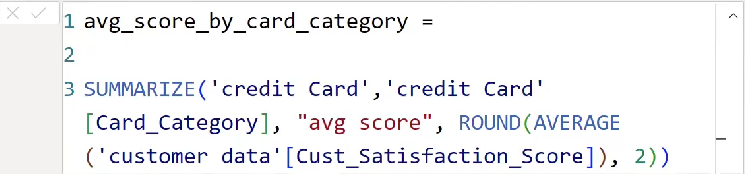 1 avg_score_by_card_category =
2
3 SUMMARIZE('credit Card','credit Card'
[Card_Category], "avg score", ROUND(AVERAGE
('customer data'[Cust_Satisfaction_Score]), 2))